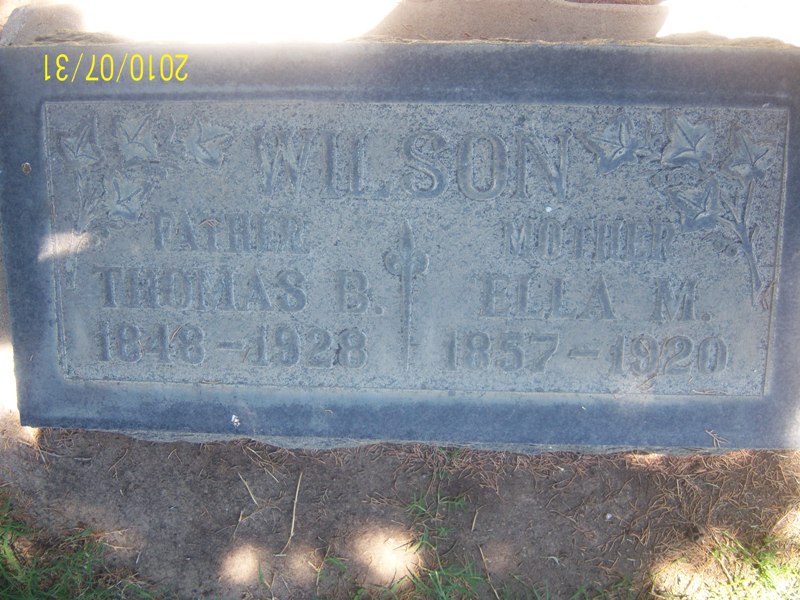 2010/07/31
WILSON
FATHER
THOMAS B.
1848-1928
MOTHER
ELLA M.
1857-1920